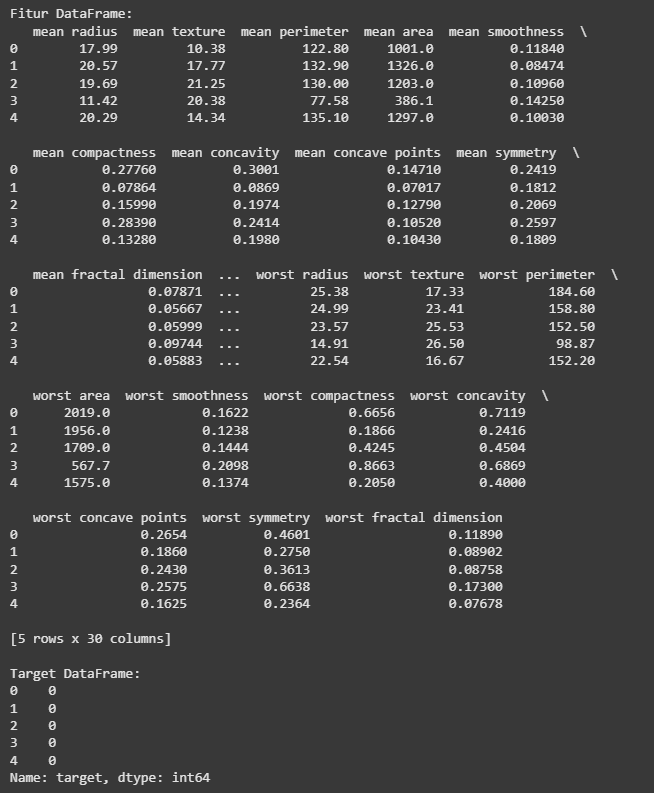 Fitur DataFrame:
   mean radius  mean texture  mean perimeter  mean area  mean smoothness  \
0        17.99         10.38          122.80     1001.0          0.11840
1        20.57         17.77          132.90     1326.0          0.08474
2        19.69         21.25          130.00     1203.0          0.10960
3        11.42         20.38           77.58      386.1          0.14250
4        20.29         14.34          135.10     1297.0          0.10030

   mean compactness  mean concavity  mean concave points  mean symmetry  \
0           0.27760          0.3001              0.14710         0.2419
1           0.07864          0.0869              0.07017         0.1812
2           0.15990          0.1974              0.12790         0.2069
3           0.28390          0.2414              0.10520         0.2597
4           0.13280          0.1980              0.10430         0.1809

   mean fractal dimension  ...  worst radius  worst texture  worst perimeter  \
0                 0.07871  ...         25.38          17.33           184.60
1                 0.05667  ...         24.99          23.41           158.80
2                 0.05999  ...         23.57          25.53           152.50
3                 0.09744  ...         14.91          26.50            98.87
4                 0.05883  ...         22.54          16.67           152.20

   worst area  worst smoothness  worst compactness  worst concavity  \
0      2019.0            0.1622             0.6656           0.7119
1      1956.0            0.1238             0.1866           0.2416
2      1709.0            0.1444             0.4245           0.4504
3       567.7            0.2098             0.8663           0.6869
4      1575.0            0.1374             0.2050           0.4000

   worst concave points  worst symmetry  worst fractal dimension
0                0.2654          0.4601                  0.11890
1                0.1860          0.2750                  0.08902
2                0.2430          0.3613                  0.08758
3                0.2575          0.6638                  0.17300
4                0.1625          0.2364                  0.07678

[5 rows x 30 columns]

Target DataFrame:
0    0
1    0
2    0
3    0
4    0
Name: target, dtype: int64